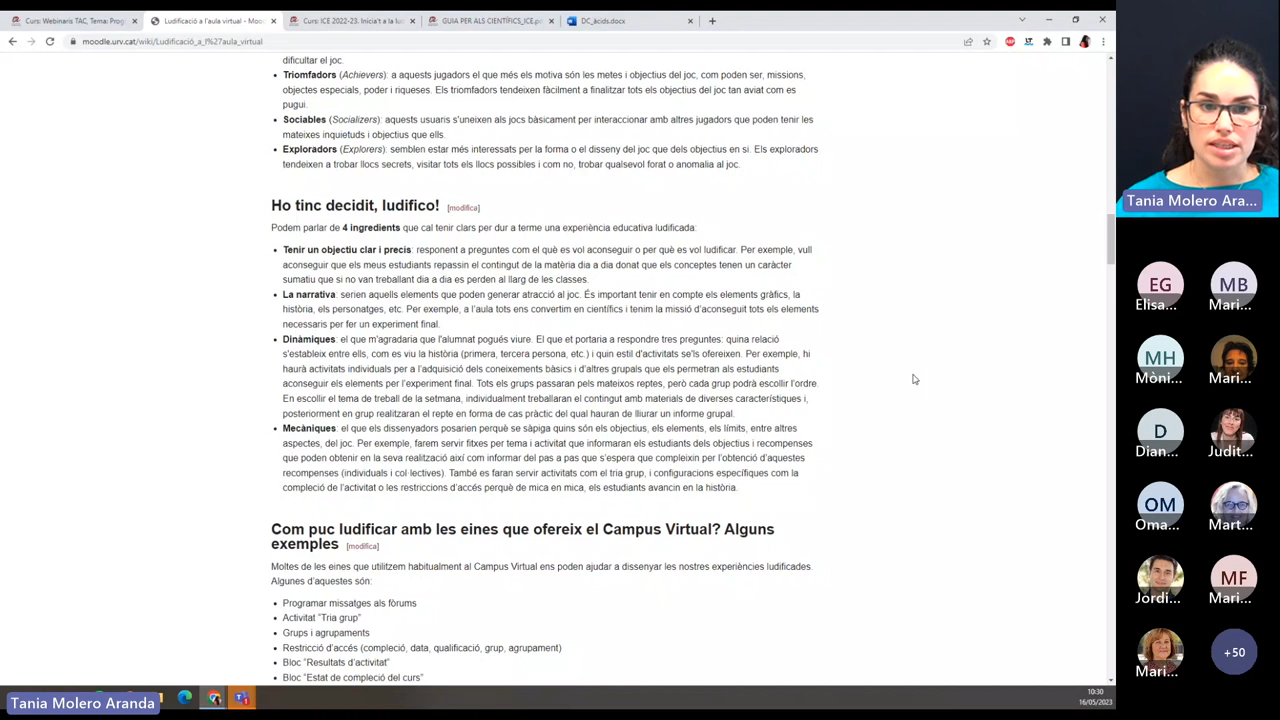 Curs: Webinaris TAC, Tema: Prog
Ludificació a l'aula virtual - Moo
Curs: ICE 2022-23. Inicia't a la lu
GUIA PER ALS CIENTÍFICS_ICE.p
DC_àcids.docx
moodle.urv.cat/wiki/Ludificació_a_l%27aula_virtual
dificultar el joc.
Triomfadors (Achievers): a aquests jugadors el que més els motiva són les metes i objectius del joc, com poden ser, missions,
objectes especials, poder i riqueses. Els triomfadors tendeixen fàcilment a finalitzar tots els objectius del joc tan aviat com es
pugui.
Sociables (Socializers): aquests usuaris s'uneixen als jocs bàsicament per interaccionar amb altres jugadors que poden tenir les
mateixes inquietuds i objectius que ells.
Exploradors (Explorers): semblen estar més interessats per la forma o el disseny del joc que dels objectius en si. Els exploradors
tendeixen a trobar llocs secrets, visitar tots els llocs possibles i com no, trobar qualsevol forat o anomalia al joc.
Ho tinc decidit, ludifico! [modifica]
Podem parlar de 4 ingredients que cal tenir clars per dur a terme una experiència educativa ludificada:
Tenir un objectiu clar i precis: responent a preguntes com el què es vol aconseguir o per què es vol ludificar. Per exemple, vull
aconseguir que els meus estudiants repassin el contingut de la matèria dia a dia donat que els conceptes tenen un caràcter
sumatiu que si no van treballant dia a dia es perden al llarg de les classes.
La narrativa: serien aquells elements que poden generar atracció al joc. És important tenir en compte els elements gràfics, la
història, els personatges, etc. Per exemple, a l'aula tots ens convertim en científics i tenim la missió d'aconseguit tots els elements
necessaris per fer un experiment final.
Dinàmiques: el que m'agradaria que l'alumnat pogués viure. El que et portaria a respondre tres preguntes: quina relació
s'estableix entre ells, com es viu la història (primera, tercera persona, etc.) i quin estil d'activitats se'ls ofereixen. Per exemple, hi
haurà activitats individuals per a l'adquisició dels coneixements bàsics i d'altres grupals que els permetran als estudiants
aconseguir els elements per l'experiment final. Tots els grups passaran pels mateixos reptes, però cada grup podrà escollir l'ordre.
En escollir el tema de treball de la setmana, individualment treballaran el contingut amb materials de diverses característiques i,
posteriorment en grup realitzaran el repte en forma de cas pràctic del qual hauran de lliurar un informe grupal.
Mecàniques: el que els dissenyadors posarien perquè se sàpiga quins són els objectius, els elements, els límits, entre altres
aspectes, del joc. Per exemple, farem servir fitxes per tema i activitat que informaran els estudiants dels objectius i recompenses
que poden obtenir en la seva realització així com informar del pas a pas que s'espera que compleixin per l'obtenció d'aquestes
recompenses (individuals i col·lectives). També es faran servir activitats com el tria grup, i configuracions específiques com la
compleció de l'activitat o les restriccions d'accés perquè de mica en mica, els estudiants avancin en la història.
Com puc ludificar amb les eines que ofereix el Campus Virtual? Alguns
exemples [modifica]
Moltes de les eines que utilitzem habitualment al Campus Virtual ens poden ajudar a dissenyar les nostres experiències ludificades.
Algunes d'aquestes són:
Programar missatges als fòrums
Activitat "Tria grup"
Grups i agrupaments
Restricció d'accés (compleció, data, qualificació, grup, agrupament)
Bloc "Resultats d'activitat"
Bloc "Estat de compleció del curs"
Tania Molero Aranda
10:30
16/05/2023
Tania Molero Ara...
EG
Elisa...
MB
Mari...
MH
Mòni...
Mari...
D
Dian...
Judit...
OM
Oma...
Mart...
Jordi...
MF
Mari...
Mari...
+50